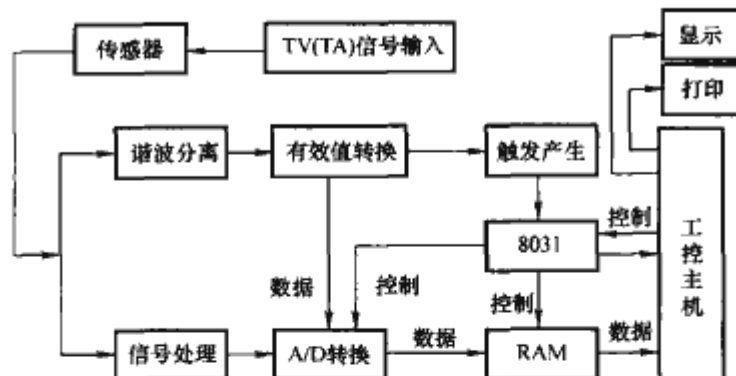 传感器
TV(TA)信号输入
显示
打印
谐波分离
有效值转换
触发产生
控制
8031
工控主机
数据
控制
控制
信号处理
A/D转换
数据
RAM
数据